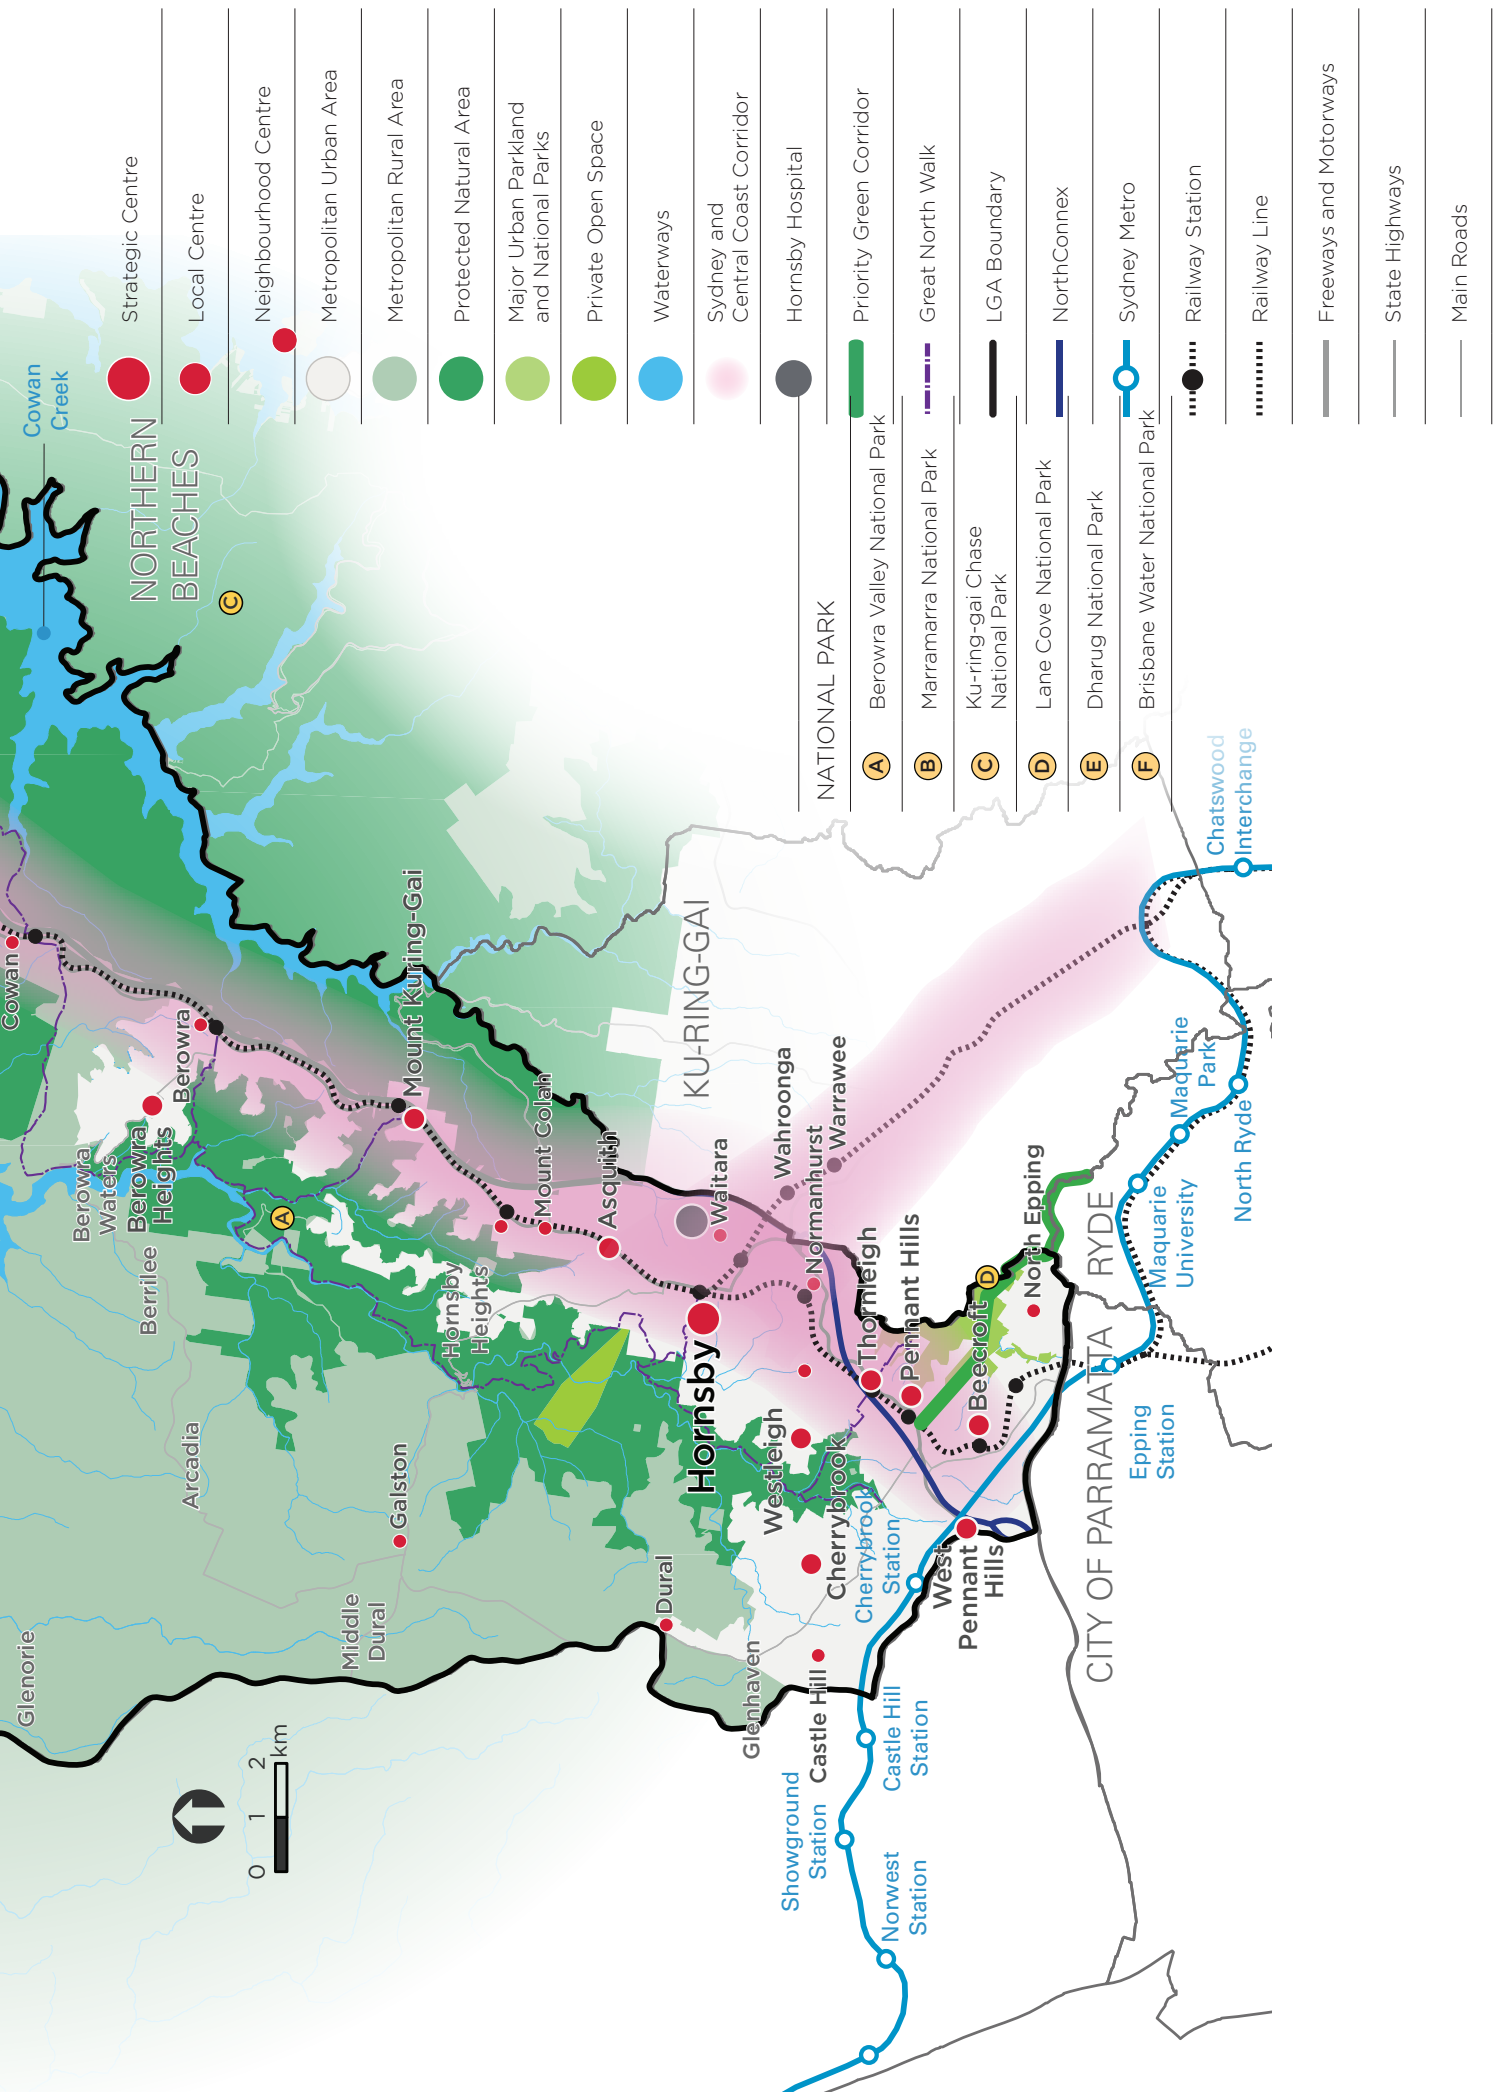 Cowan
Creek
NORTHERN
BEACHES
C
Cowan
Berowra
Mount Kuring-Gai
Berowra
Waters
Berowra
Heights
Berrilee
A
Mount Colah
Asquith
Hornsby
Heights
Arcadia
Galston
Glenorie
Middle
Dural
Dural
Glenhaven
KU-RING-GAI
Waitara
Wahroonga
Warrawee
Normanhurst
Hornsby
Westleigh
Thornleigh
Pennant Hills
Cherrybrook
Cherrybrook
Station
Castle Hill
West
Pennant
Hills
Beecroft
D
North Epping
Showground
Station
Castle Hill
Station
Norwest
Station
CITY OF PARRAMATTA
RYDE
Epping
Station
Maquarie
University
Maquarie
Park
North Ryde
Chatswood
Interchange
0 1 2
km
Strategic Centre
Local Centre
Neighbourhood Centre
Metropolitan Urban Area
Metropolitan Rural Area
Protected Natural Area
Major Urban Parkland
and National Parks
Private Open Space
Waterways
Sydney and
Central Coast Corridor
Hornsby Hospital
Priority Green Corridor
Great North Walk
LGA Boundary
NorthConnex
Sydney Metro
Railway Station
Railway Line
Freeways and Motorways
State Highways
Main Roads
NATIONAL PARK
A Berowra Valley National Park
B Marramarra National Park
C Ku-ring-gai Chase
National Park
D Lane Cove National Park
E Dharug National Park
F Brisbane Water National Park